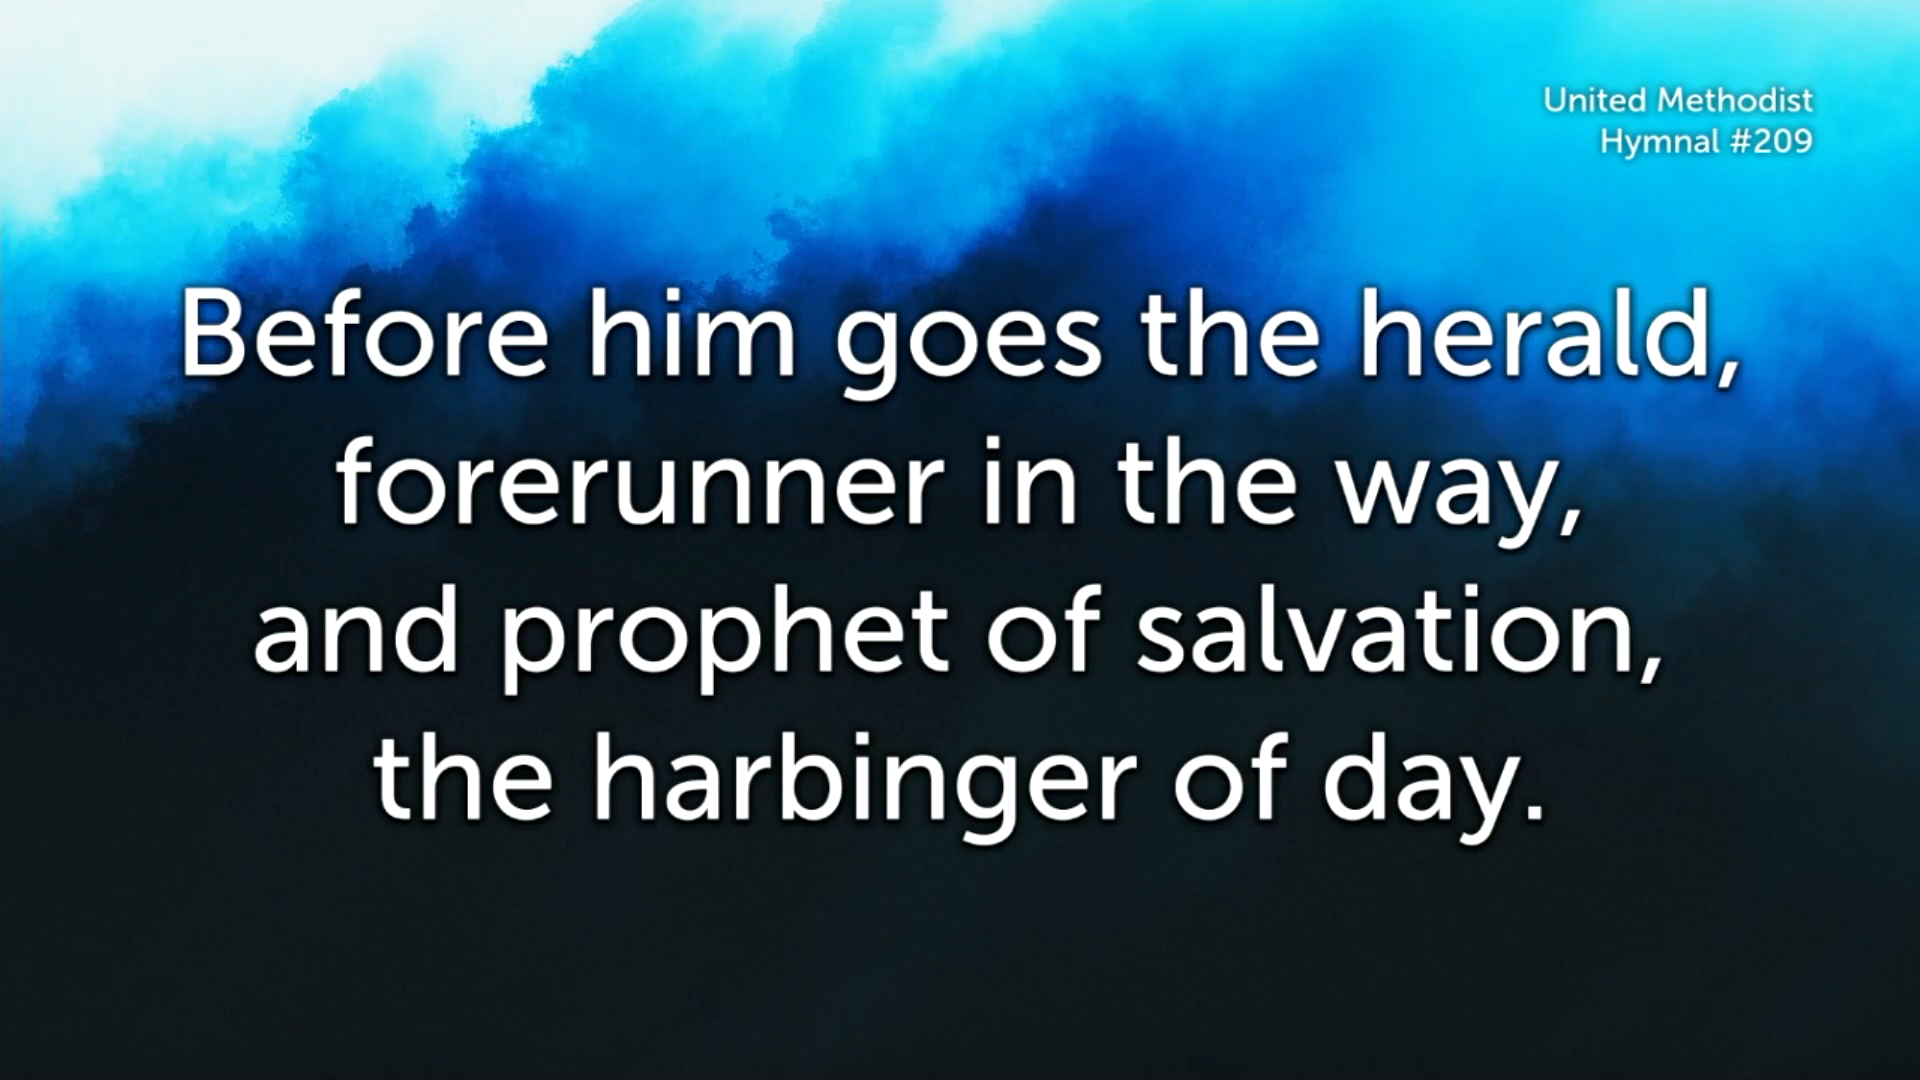 United Methodist
Hymnal #209
Before him goes the herald,
forerunner in the way,
and prophet of salvation,
the harbinger of day.